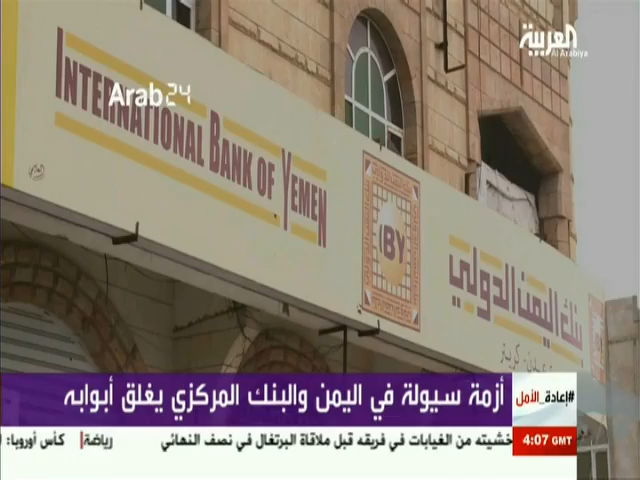 العربية
Al Arabiya
Arab24
INTERNATIONAL BANK OF YEMEN
IBY
بنك اليمن الدولي
كريتر
#إعادة_الأمل
أزمة سيولة في اليمن والبنك المركزي يغلق أبوابه
4:07 GMT
خشيته من الغيابات في فريقه قبل ملاقاة البرتغال في نصف النهائي
رياضة
كأس أوروبا: